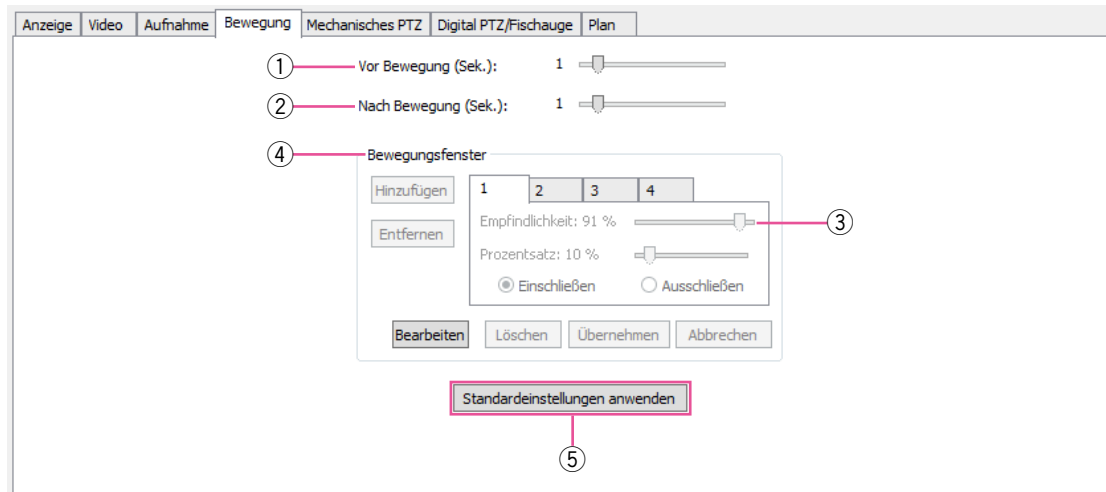 Anzeige Video Aufnahme Bewegung Mechanisches PTZ Digital PTZ/Fischauge Plan
1 Vor Bewegung (Sek.): 1
2 Nach Bewegung (Sek.): 1
4 Bewegungsfenster
Hinzufügen 1 2 3 4
Empfindlichkeit: 91 % 3
Entfernen
Prozentsatz: 10 %
Einschließen Ausschließen
Bearbeiten Löschen Übernehmen Abbrechen
Standardeinstellungen anwenden
5